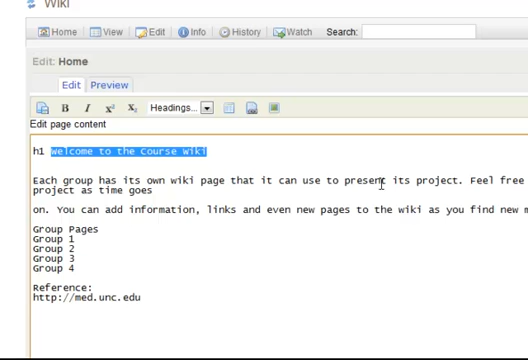 Wiki
Home View Edit Info History Watch Search:
Edit: Home
Edit Preview
B I X² X₂ Headings...
Edit page content
h1 Welcome to the Course Wiki
Each group has its own wiki page that it can use to present its project. Feel free
project as time goes
on. You can add information, links and even new pages to the wiki as you find new m
Group Pages
Group 1
Group 2
Group 3
Group 4
Reference:
http://med.unc.edu